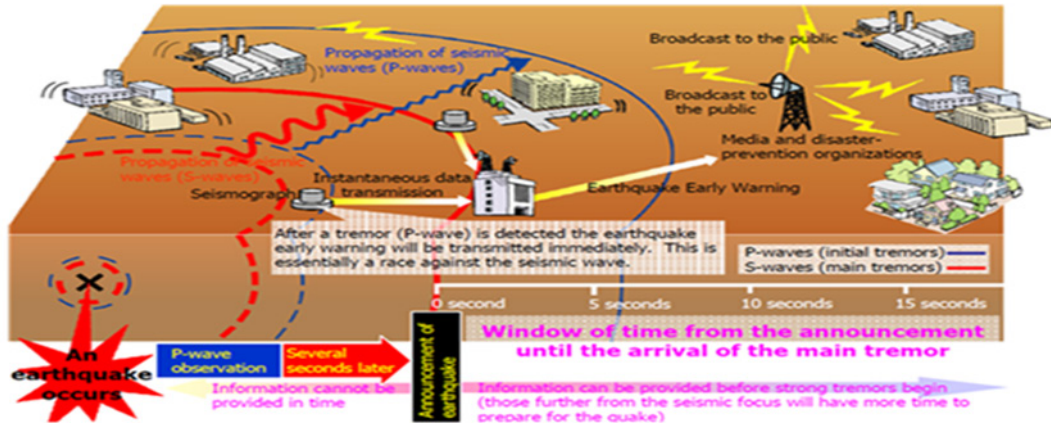 Propagation of seismic
waves (P-waves)
Broadcast to the public
Broadcast to
the public
Media and disaster-
prevention organizations
Propagation of seismic
waves (S-waves)
Instantaneous data
transmission
Seismograph
Earthquake Early Warning
After a tremor (P-wave) is detected the earthquake
early warning will be transmitted immediately. This is
essentially a race against the seismic wave.
P-waves (initial tremors)
S-waves (main tremors)
0 second
5 seconds
10 seconds
15 seconds
An
earthquake
occurs
P-wave
observation
Several
seconds later
Announcement of
earthquake
Window of time from the announcement
until the arrival of the main tremor
Information cannot be
provided in time
Information can be provided before strong tremors begin
(those further from the seismic focus will have more time to
prepare for the quake)